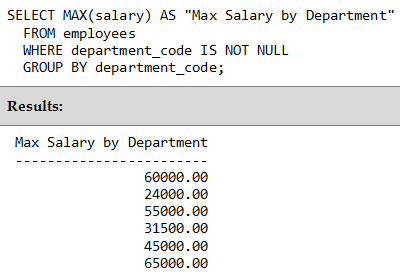 SELECT MAX(salary) AS "Max Salary by Department"
FROM employees
WHERE department_code IS NOT NULL
GROUP BY department_code;
Results:
Max Salary by Department
------------------------
60000.00
24000.00
55000.00
31500.00
45000.00
65000.00